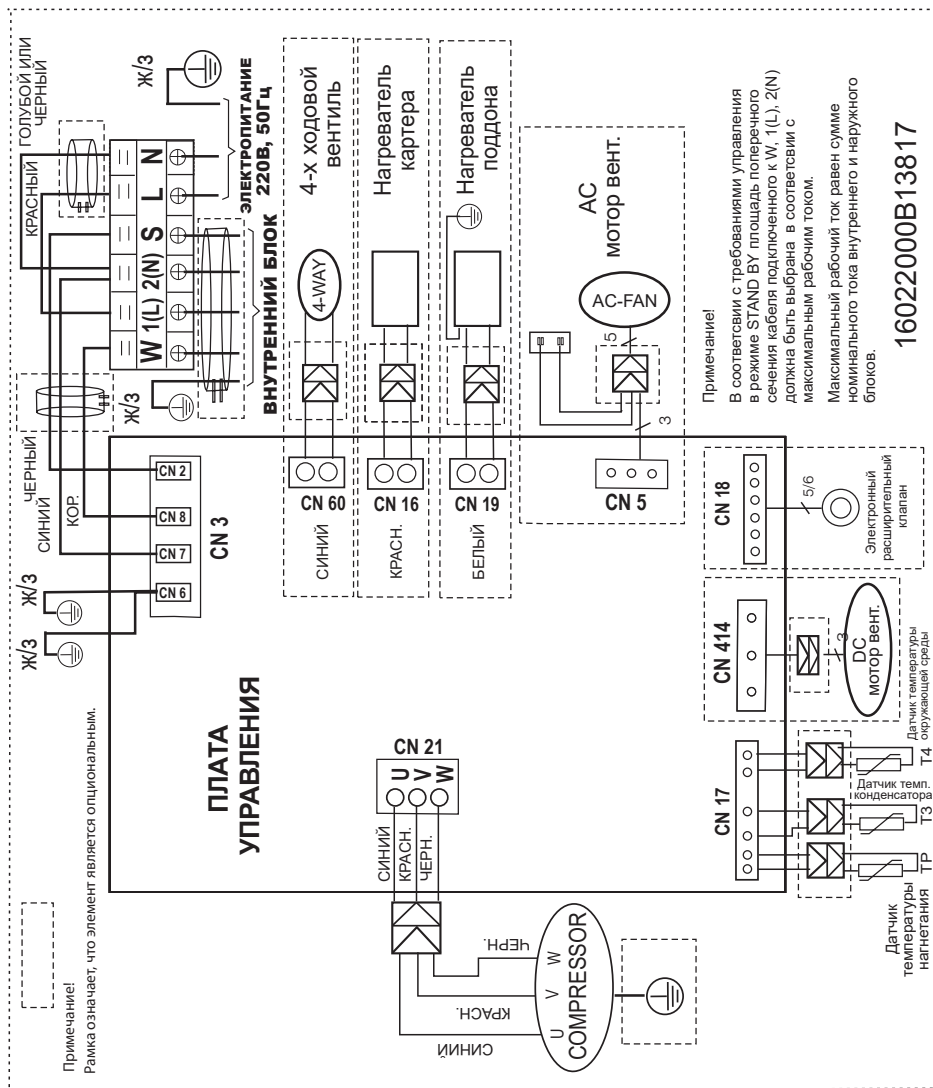 Примечание!
Рамка означает, что элемент является опциональным.
Ж/З
Ж/З
СИНИЙ
ЧЕРНЫЙ
КОР.
Ж/З
КРАСНЫЙ
ГОЛУБОЙ ИЛИ
ЧЕРНЫЙ
Ж/З
W
1(L)
2(N)
S
L
N
ВНУТРЕННИЙ БЛОК
ЭЛЕКТРОПИТАНИЕ
220В, 50Гц
CN 6
CN 7
CN 8
CN 2
CN 3
ПЛАТА
УПРАВЛЕНИЯ
СИНИЙ
CN 60
4-WAY
4-х ходовой
вентиль
КРАСН.
CN 16
Нагреватель
картера
БЕЛЫЙ
CN 19
Нагреватель
поддона
CN 5
3
5
AC-FAN
AC
мотор вент.
CN 21
U
V
W
СИНИЙ
КРАСН.
ЧЕРН.
СИНИЙ
КРАСН.
ЧЕРН.
U
V
W
COMPRESSOR
CN 17
TP
Датчик
температуры
нагнетания
T3
Датчик темп.
конденсатора
T4
Датчик температуры
окружающей среды
CN 414
3
DC
мотор вент.
CN 18
5/6
Электронный
расширительный
клапан
Примечание!
В соответсвии с требованиями управления
в режиме STAND BY площадь поперечного
сечения кабеля подключенного к W, 1(L), 2(N)
должна быть выбрана в соответсвии с
максимальным рабочим током.
Максимальный рабочий ток равен сумме
номинального тока внутреннего и наружного
блоков.
16022000B13817